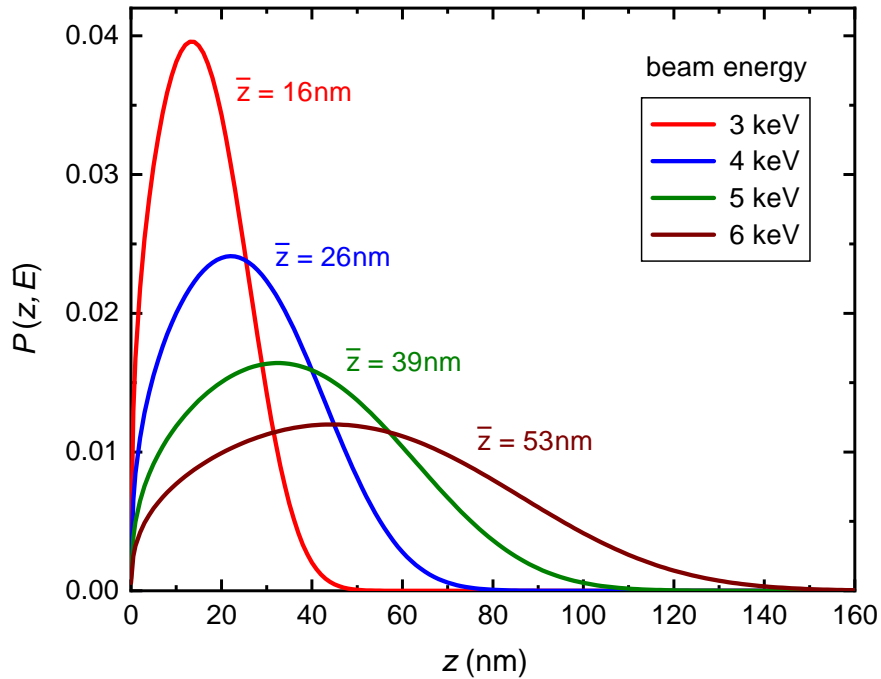 0.04
0.03
0.02
0.01
0.00
P(z, E)
z̄ = 16nm
z̄ = 26nm
z̄ = 39nm
z̄ = 53nm
beam energy
3 keV
4 keV
5 keV
6 keV
0 20 40 60 80 100 120 140 160
z (nm)